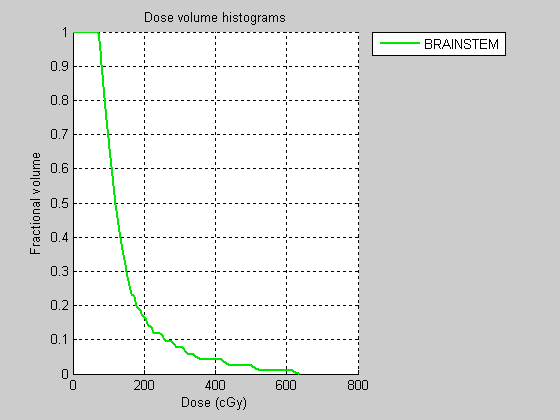 Dose volume histograms
BRAINSTEM
1
0.9
0.8
0.7
0.6
0.5
0.4
0.3
0.2
0.1
0
Fractional volume
0 200 400 600 800
Dose (cGy)